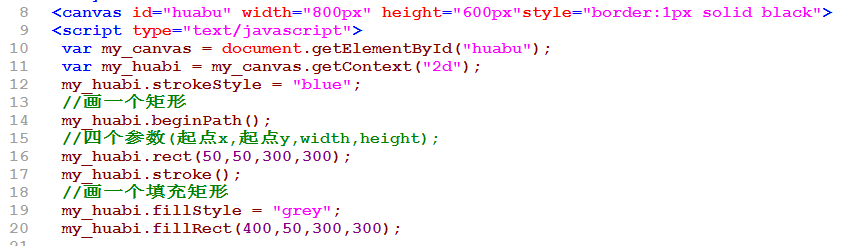 8 <canvas id="huabu" width="800px" height="600px"style="border:1px solid black">
9 <script type="text/javascript">
10 var my_canvas = document.getElementById("huabu");
11 var my_huabi = my_canvas.getContext("2d");
12 my_huabi.strokeStyle = "blue";
13 //画一个矩形
14 my_huabi.beginPath();
15 //四个参数(起点x,起点y,width,height);
16 my_huabi.rect(50,50,300,300);
17 my_huabi.stroke();
18 //画一个填充矩形
19 my_huabi.fillStyle = "grey";
20 my_huabi.fillRect(400,50,300,300);